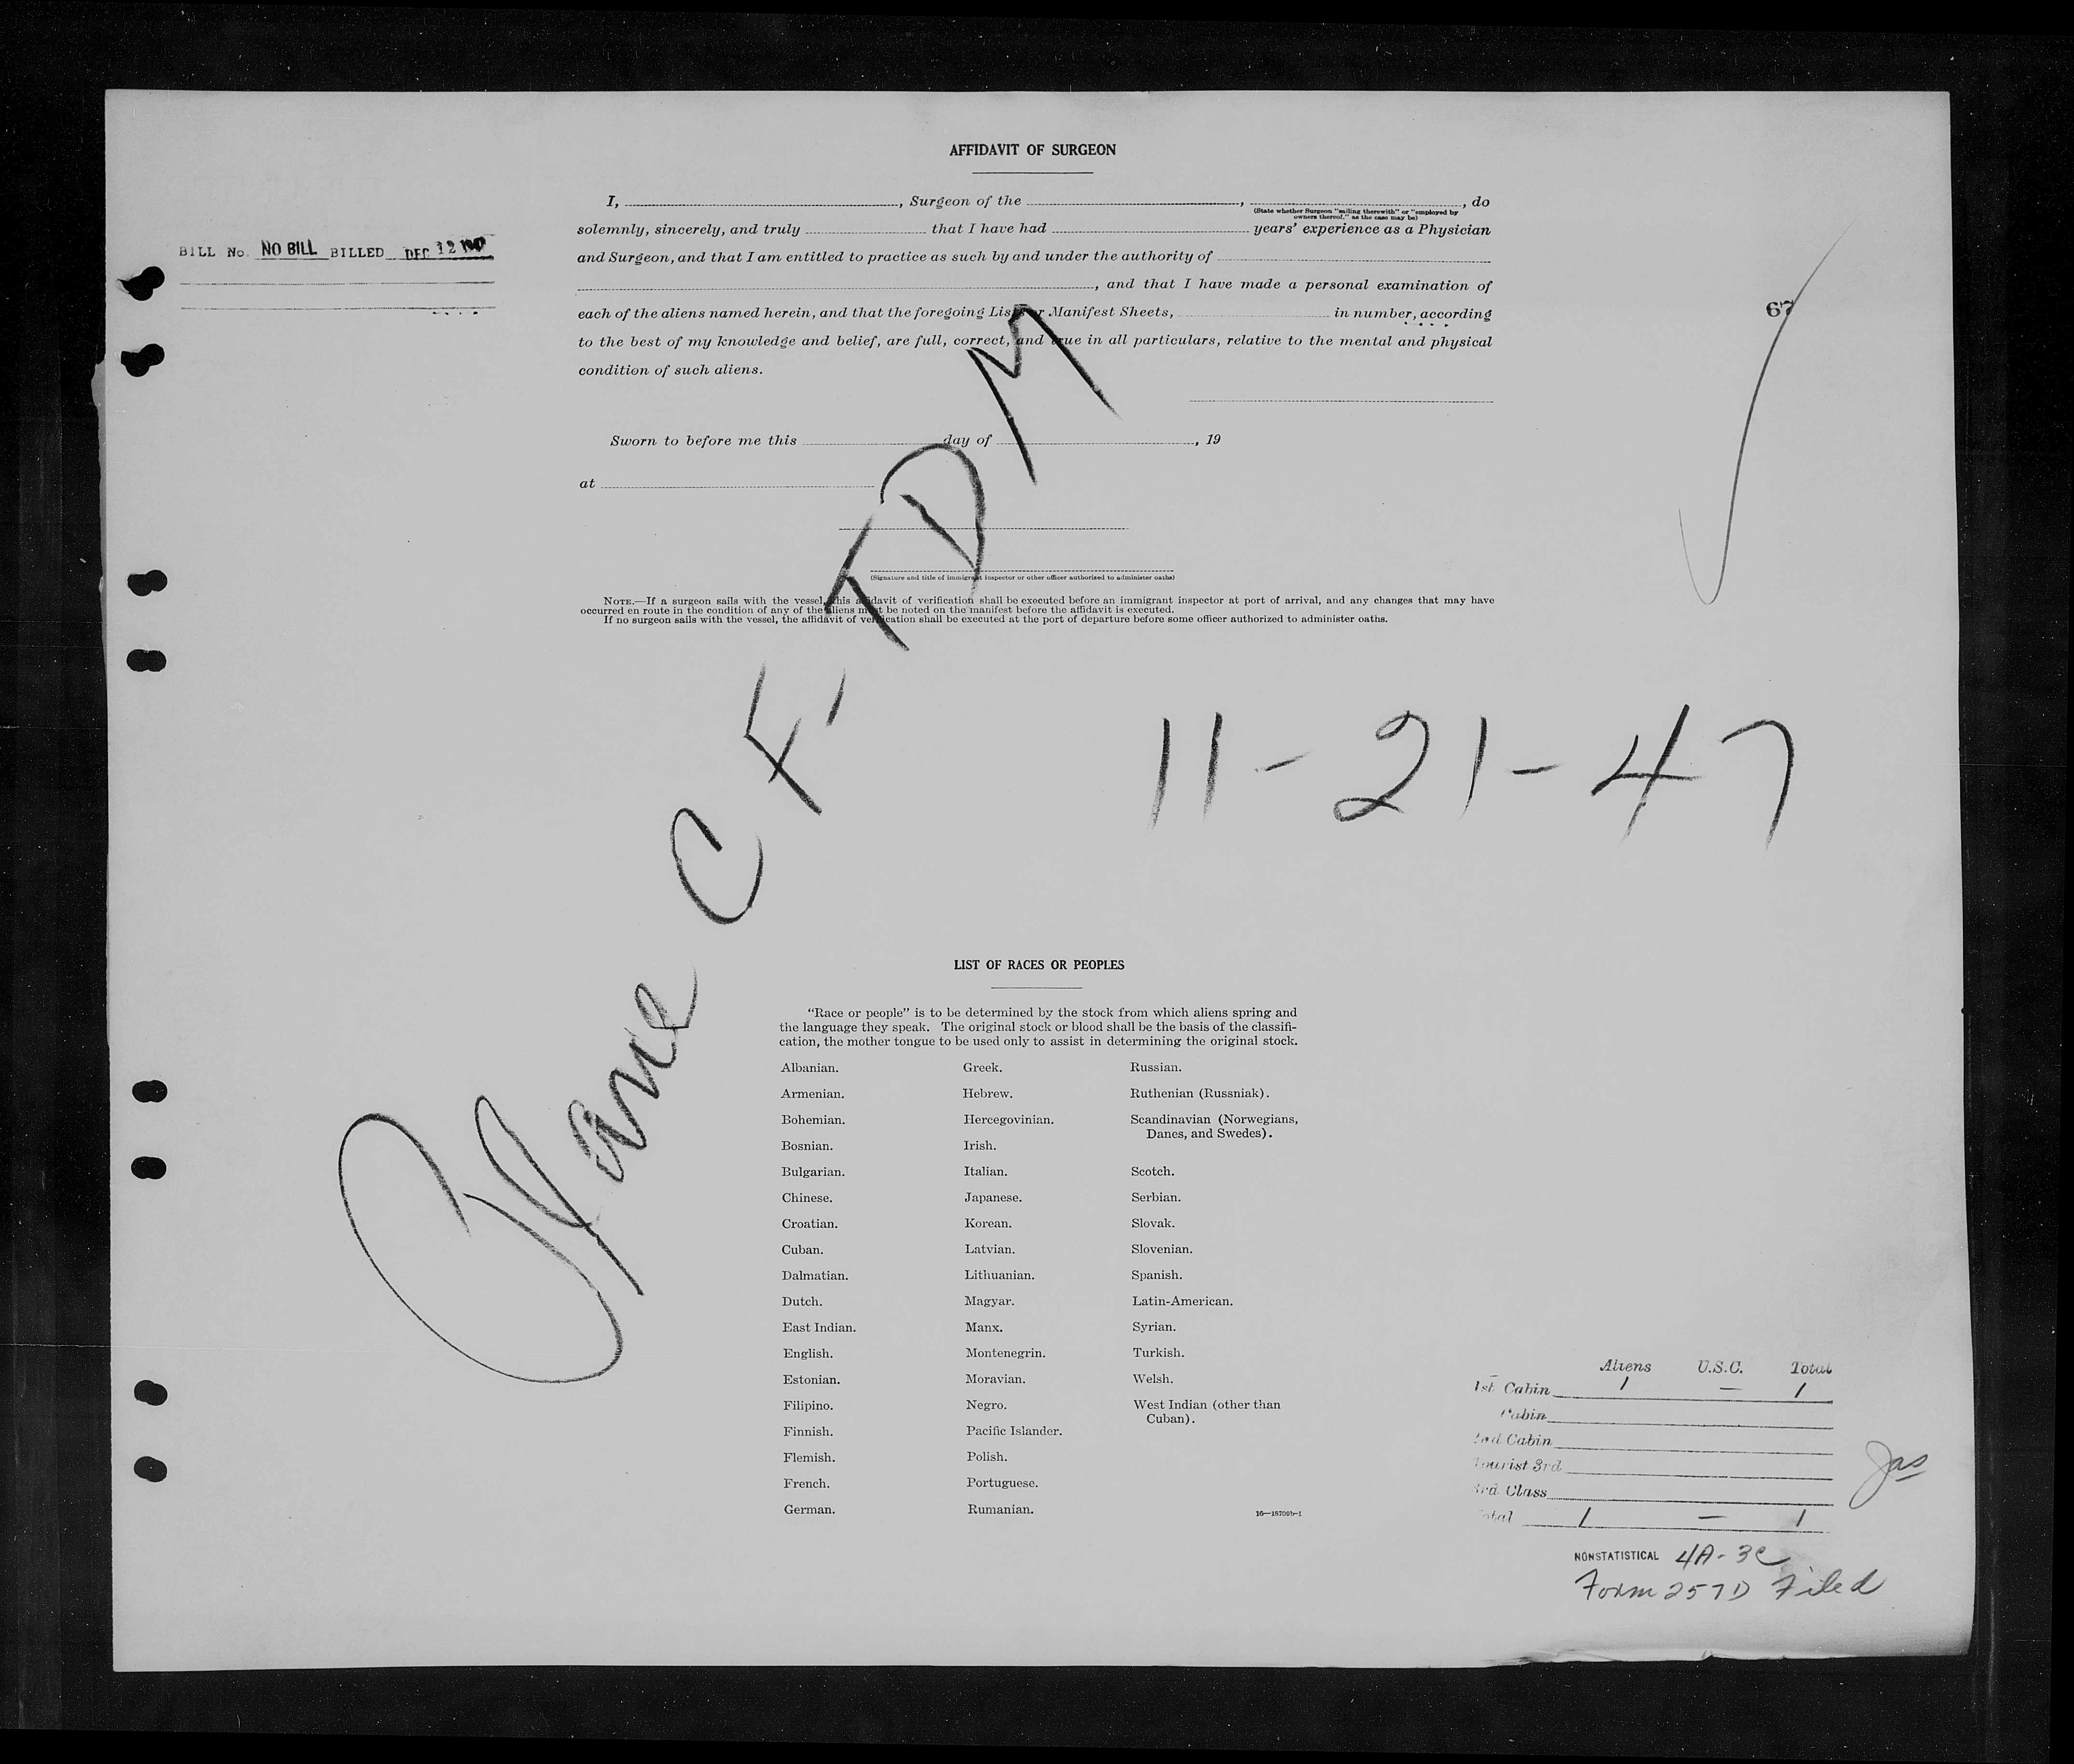 AFFIDAVIT OF SURGEON
I, , Surgeon of the , , do
(State whether Surgeon "sailing therewith" or "employed by
owners thereof," as the case may be)
solemnly, sincerely, and truly that I have had years' experience as a Physician
and Surgeon, and that I am entitled to practice as such by and under the authority of
, and that I have made a personal examination of
each of the aliens named herein, and that the foregoing Lists or Manifest Sheets, in number, according
to the best of my knowledge and belief, are full, correct, and true in all particulars, relative to the mental and physical
condition of such aliens.
BILL No. NO BILL BILLED DEC 12 1947
67
Sworn to before me this day of , 19
at
(Signature and title of immigrant inspector or other officer authorized to administer oaths)
NOTE.—If a surgeon sails with the vessel, this affidavit of verification shall be executed before an immigrant inspector at port of arrival, and any changes that may have
occurred en route in the condition of any of the aliens must be noted on the manifest before the affidavit is executed.
If no surgeon sails with the vessel, the affidavit of verification shall be executed at the port of departure before some officer authorized to administer oaths.
Plane C F-TDM
11-21-47
LIST OF RACES OR PEOPLES
"Race or people" is to be determined by the stock from which aliens spring and
the language they speak. The original stock or blood shall be the basis of the classifi-
cation, the mother tongue to be used only to assist in determining the original stock.
Albanian. Greek. Russian.
Armenian. Hebrew. Ruthenian (Russniak).
Bohemian. Hercegovinian. Scandinavian (Norwegians,
Danes, and Swedes).
Bosnian. Irish.
Bulgarian. Italian. Scotch.
Chinese. Japanese. Serbian.
Croatian. Korean. Slovak.
Cuban. Latvian. Slovenian.
Dalmatian. Lithuanian. Spanish.
Dutch. Magyar. Latin-American.
East Indian. Manx. Syrian.
English. Montenegrin. Turkish.
Estonian. Moravian. Welsh.
Filipino. Negro. West Indian (other than
Cuban).
Finnish. Pacific Islander.
Flemish. Polish.
French. Portuguese.
German. Rumanian.
16—18709b-1
Aliens U.S.C. Total
1st Cabin 1 — 1
Cabin
2nd Cabin
Tourist 3rd
3rd Class
Total 1 — 1
Jas
NONSTATISTICAL 4A-3C
Form 257D Filed